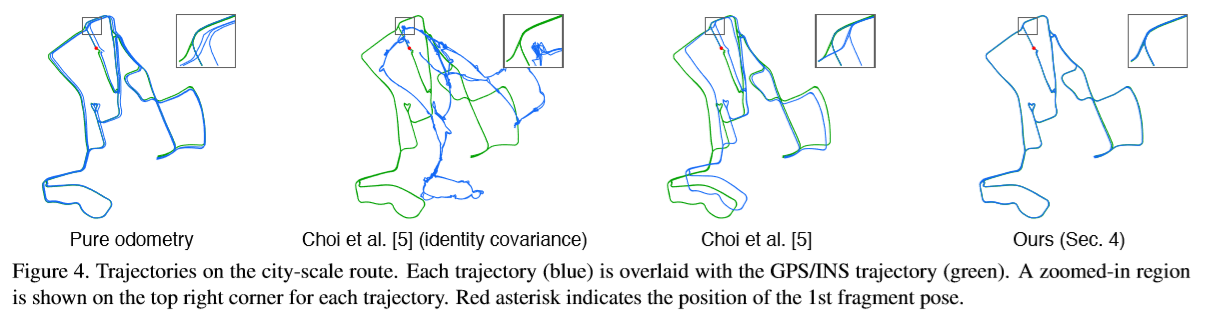 Pure odometry
Choi et al. [5] (identity covariance)
Choi et al. [5]
Ours (Sec. 4)
Figure 4. Trajectories on the city-scale route. Each trajectory (blue) is overlaid with the GPS/INS trajectory (green). A zoomed-in region
is shown on the top right corner for each trajectory. Red asterisk indicates the position of the 1st fragment pose.